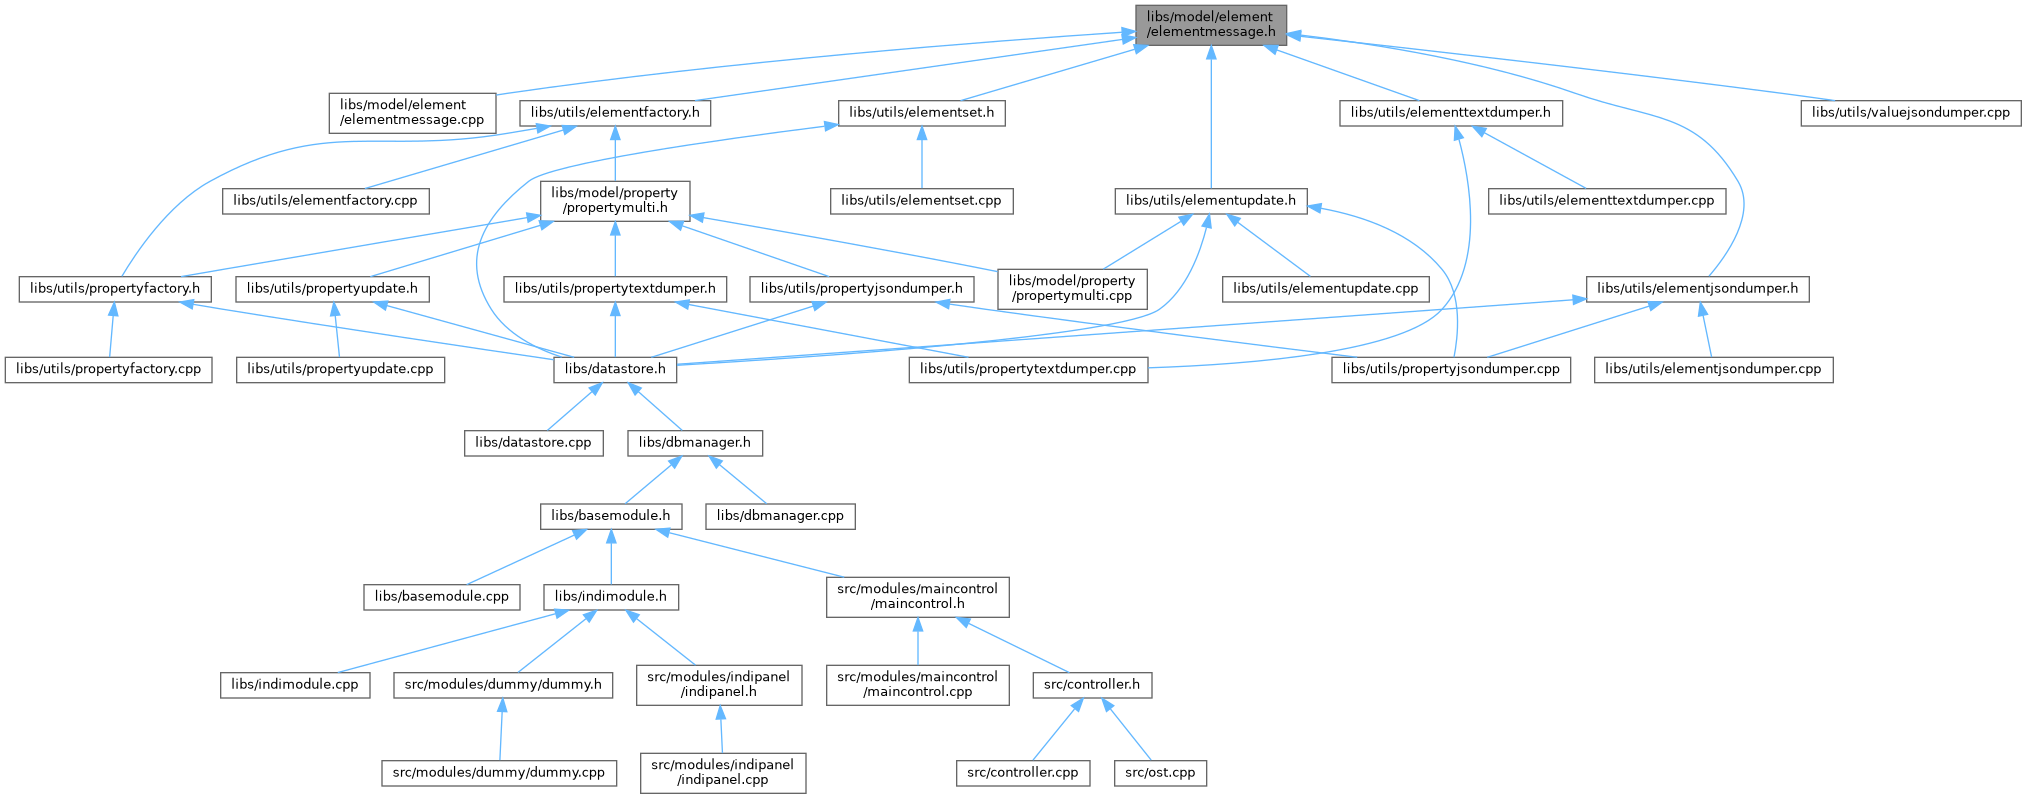 libs/model/element
/elementmessage.h
libs/model/element
/elementmessage.cpp
libs/utils/elementfactory.h
libs/utils/elementset.h
libs/utils/elementtextdumper.h
libs/utils/valuejsondumper.cpp
libs/utils/elementfactory.cpp
libs/model/property
/propertymulti.h
libs/utils/elementset.cpp
libs/utils/elementupdate.h
libs/utils/elementtextdumper.cpp
libs/utils/propertyfactory.h
libs/utils/propertyupdate.h
libs/utils/propertytextdumper.h
libs/utils/propertyjsondumper.h
libs/model/property
/propertymulti.cpp
libs/utils/elementupdate.cpp
libs/utils/elementjsondumper.h
libs/utils/propertyfactory.cpp
libs/utils/propertyupdate.cpp
libs/datastore.h
libs/utils/propertytextdumper.cpp
libs/utils/propertyjsondumper.cpp
libs/utils/elementjsondumper.cpp
libs/datastore.cpp
libs/dbmanager.h
libs/basemodule.h
libs/dbmanager.cpp
libs/basemodule.cpp
libs/indimodule.h
src/modules/maincontrol
/maincontrol.h
libs/indimodule.cpp
src/modules/dummy/dummy.h
src/modules/indipanel
/indipanel.h
src/modules/maincontrol
/maincontrol.cpp
src/controller.h
src/modules/dummy/dummy.cpp
src/modules/indipanel
/indipanel.cpp
src/controller.cpp
src/ost.cpp